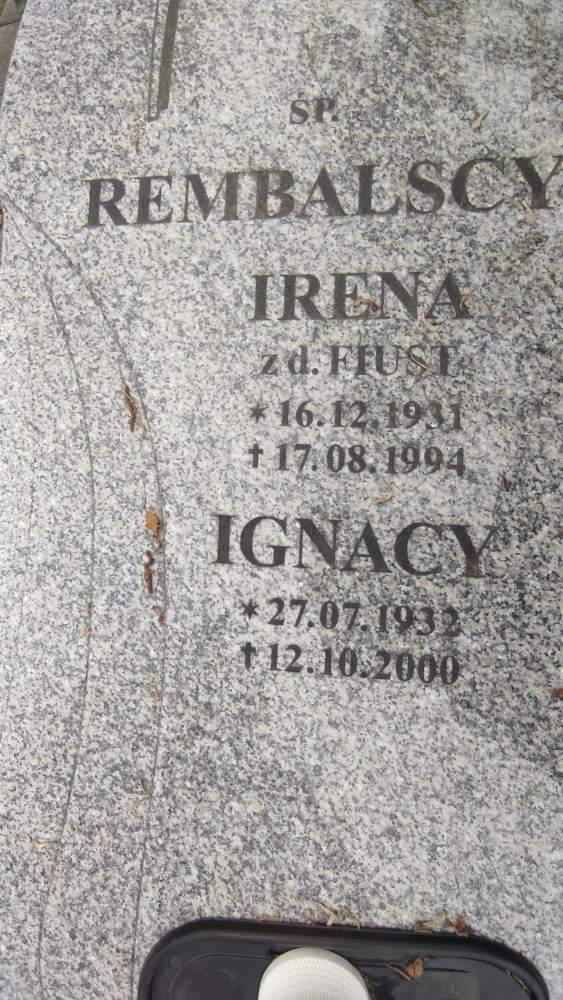 ŚP.
REMBALSCY
IRENA
z d. FIUST
* 16.12.1931
† 17.08.1994
IGNACY
* 27.07.1932
† 12.10.2000